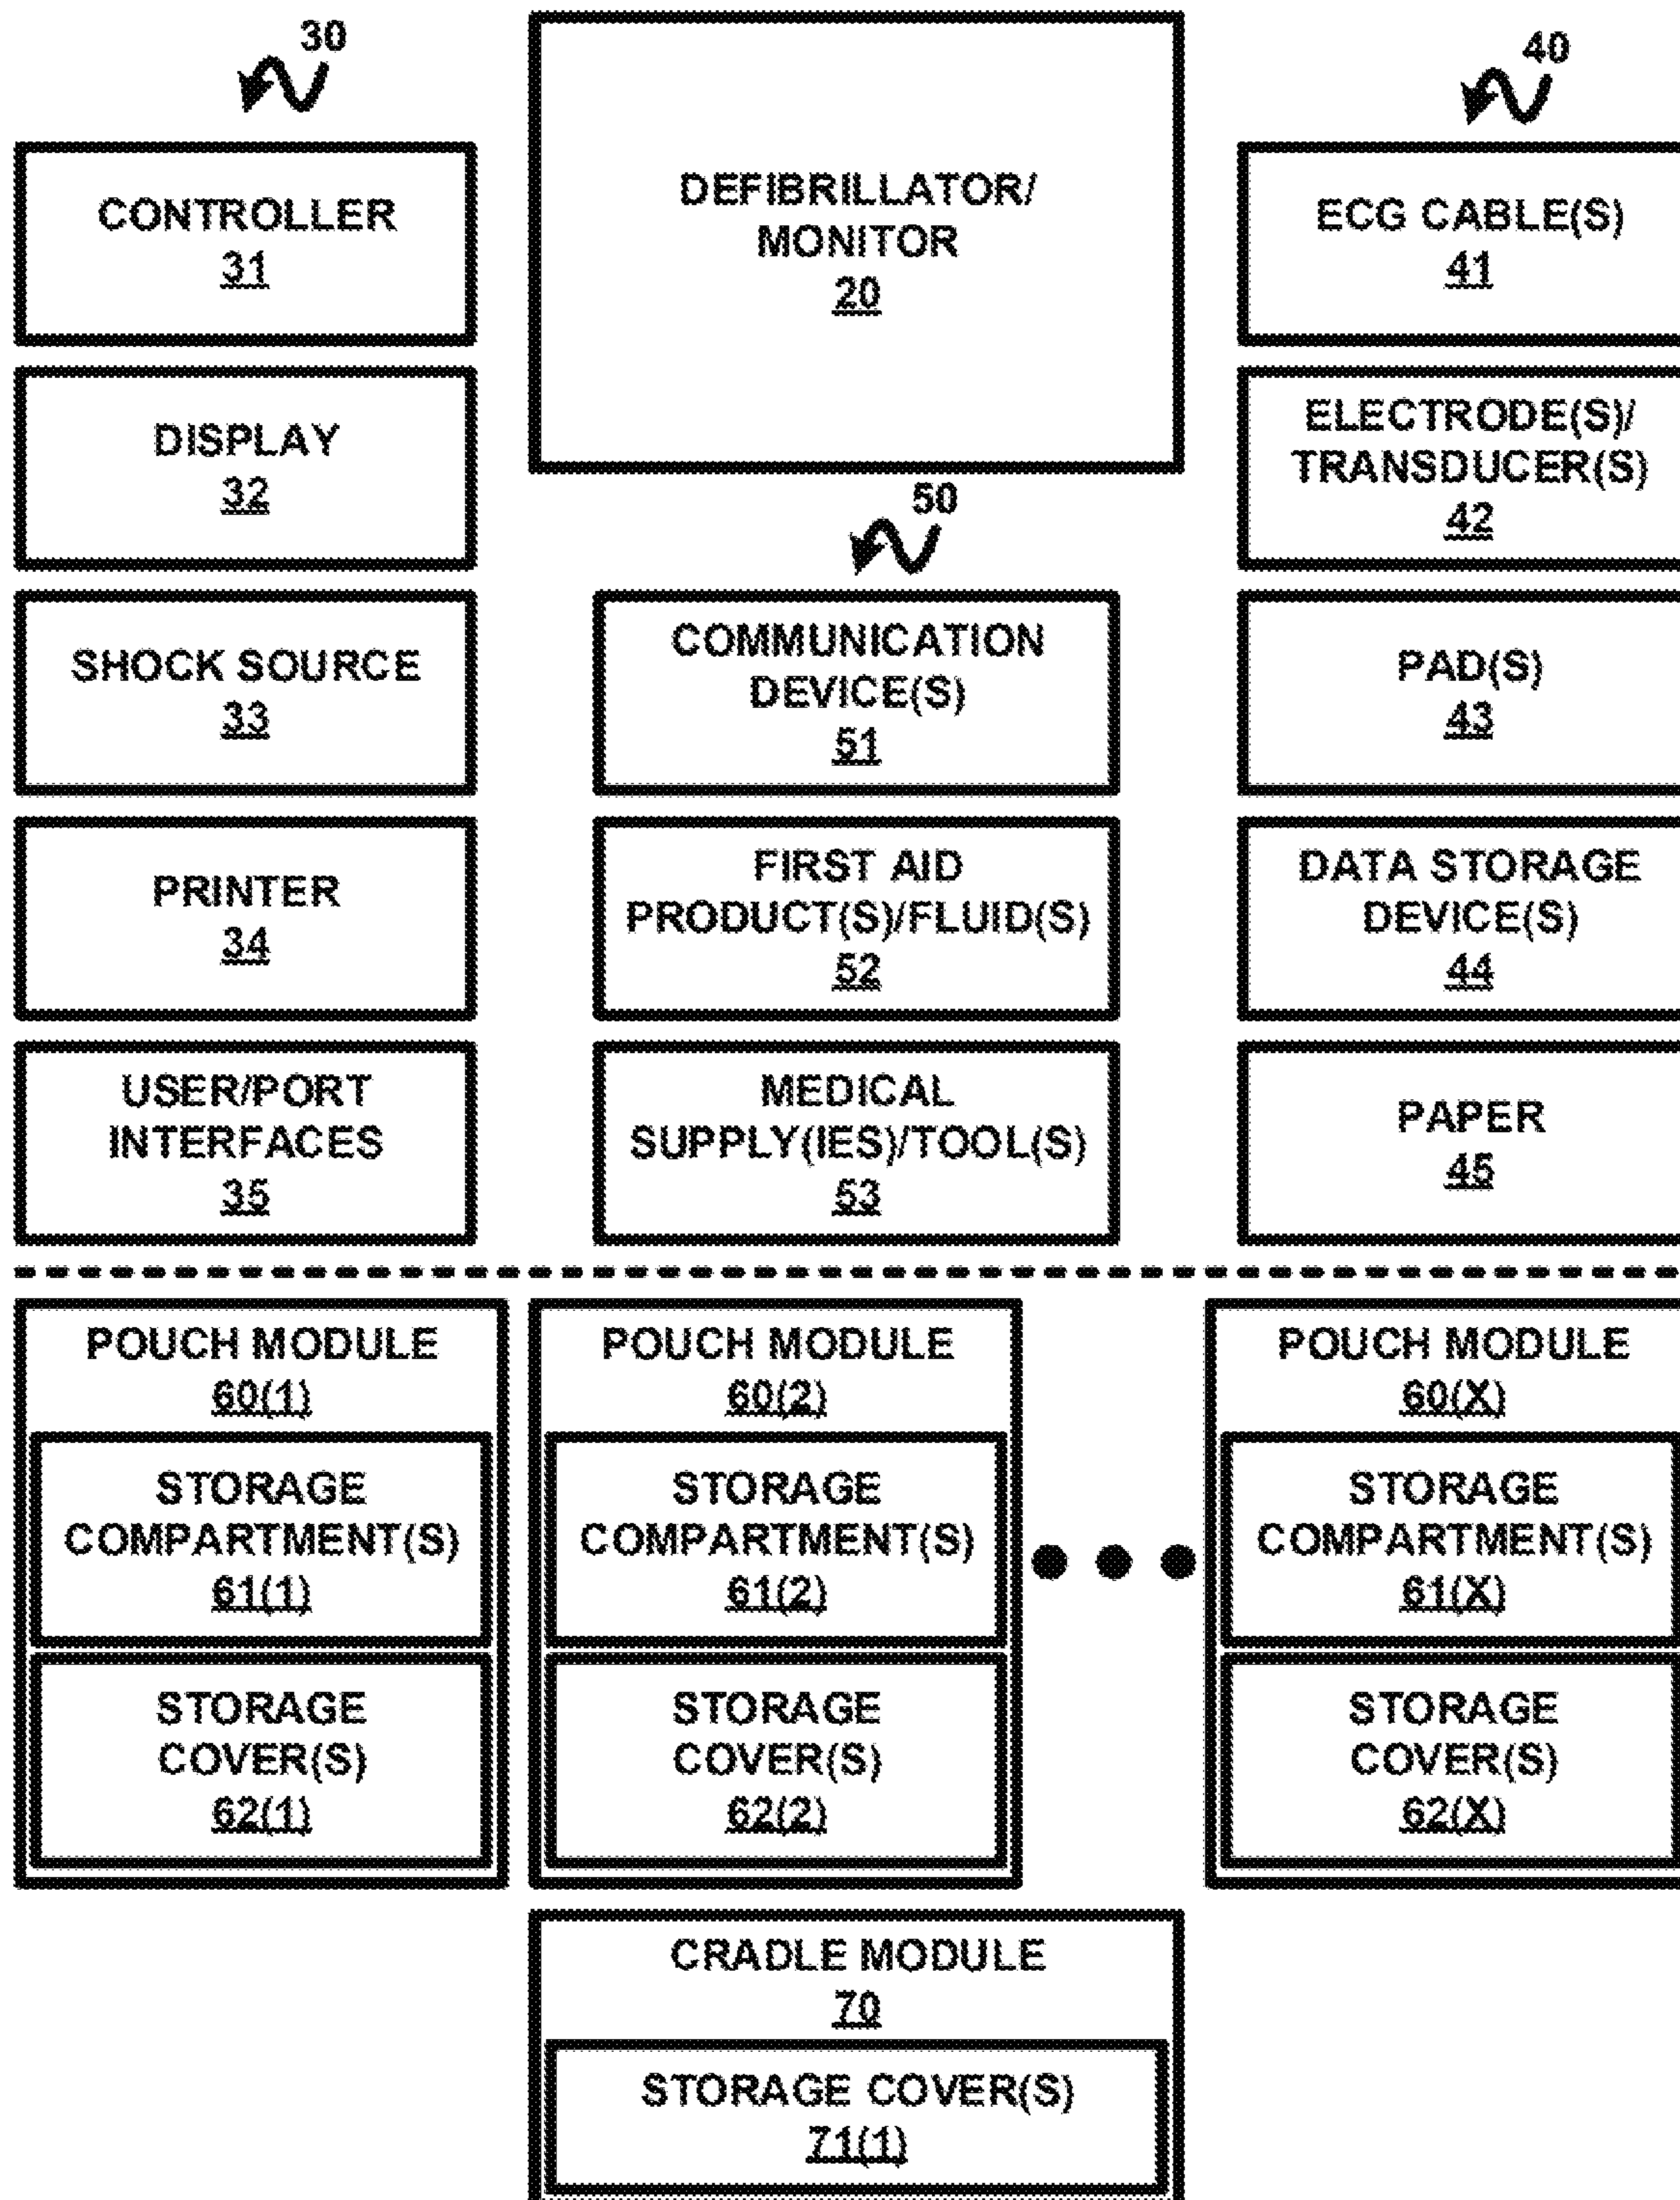 30
CONTROLLER
31
DISPLAY
32
SHOCK SOURCE
33
PRINTER
34
USER/PORT
INTERFACES
35
DEFIBRILLATOR/
MONITOR
20
50
COMMUNICATION
DEVICE(S)
51
FIRST AID
PRODUCT(S)/FLUID(S)
52
MEDICAL
SUPPLY(IES)/TOOL(S)
53
40
ECG CABLE(S)
41
ELECTRODE(S)/
TRANSDUCER(S)
42
PAD(S)
43
DATA STORAGE
DEVICE(S)
44
PAPER
45
POUCH MODULE
60(1)
STORAGE
COMPARTMENT(S)
61(1)
STORAGE
COVER(S)
62(1)
POUCH MODULE
60(2)
STORAGE
COMPARTMENT(S)
61(2)
STORAGE
COVER(S)
62(2)
POUCH MODULE
60(X)
STORAGE
COMPARTMENT(S)
61(X)
STORAGE
COVER(S)
62(X)
CRADLE MODULE
70
STORAGE COVER(S)
71(1)